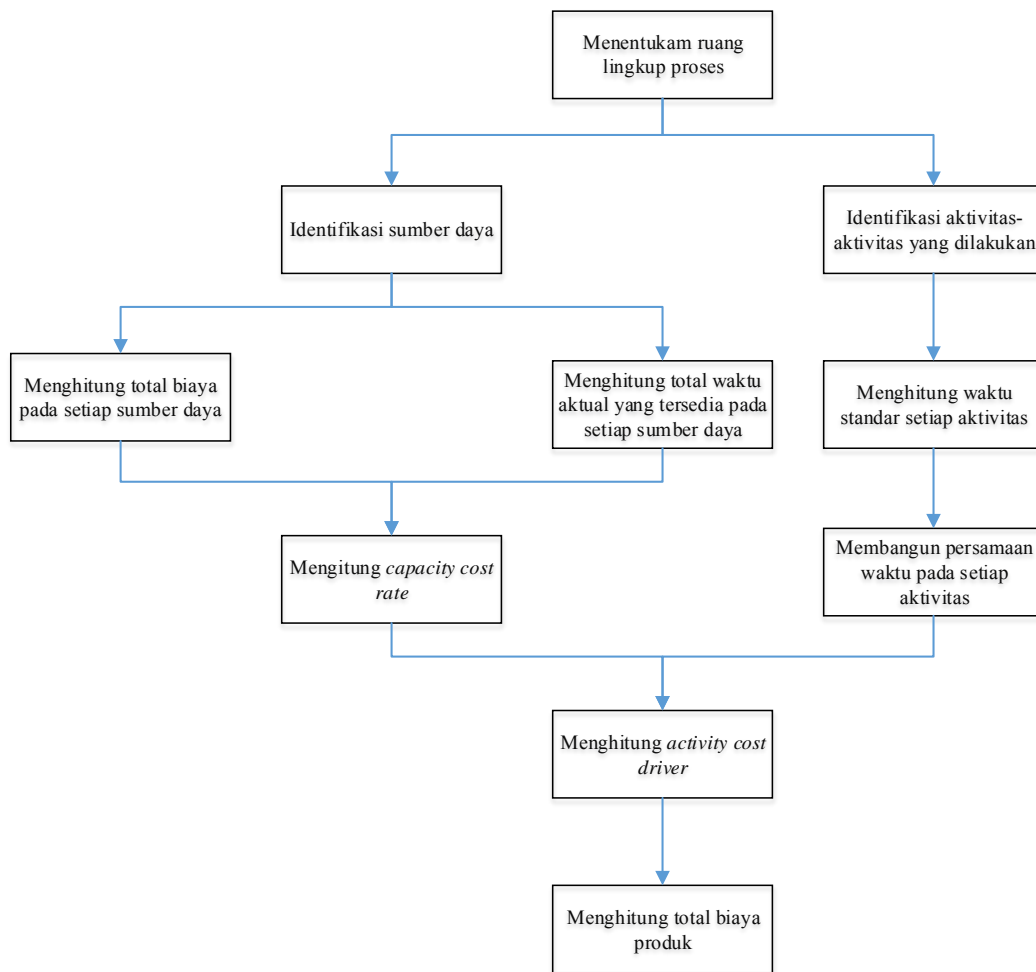 Menentukam ruang
lingkup proses
Identifikasi sumber daya
Identifikasi aktivitas-
aktivitas yang dilakukan
Menghitung total biaya
pada setiap sumber daya
Menghitung total waktu
aktual yang tersedia pada
setiap sumber daya
Menghitung waktu
standar setiap aktivitas
Mengitung capacity cost
rate
Membangun persamaan
waktu pada setiap
aktivitas
Menghitung activity cost
driver
Menghitung total biaya
produk